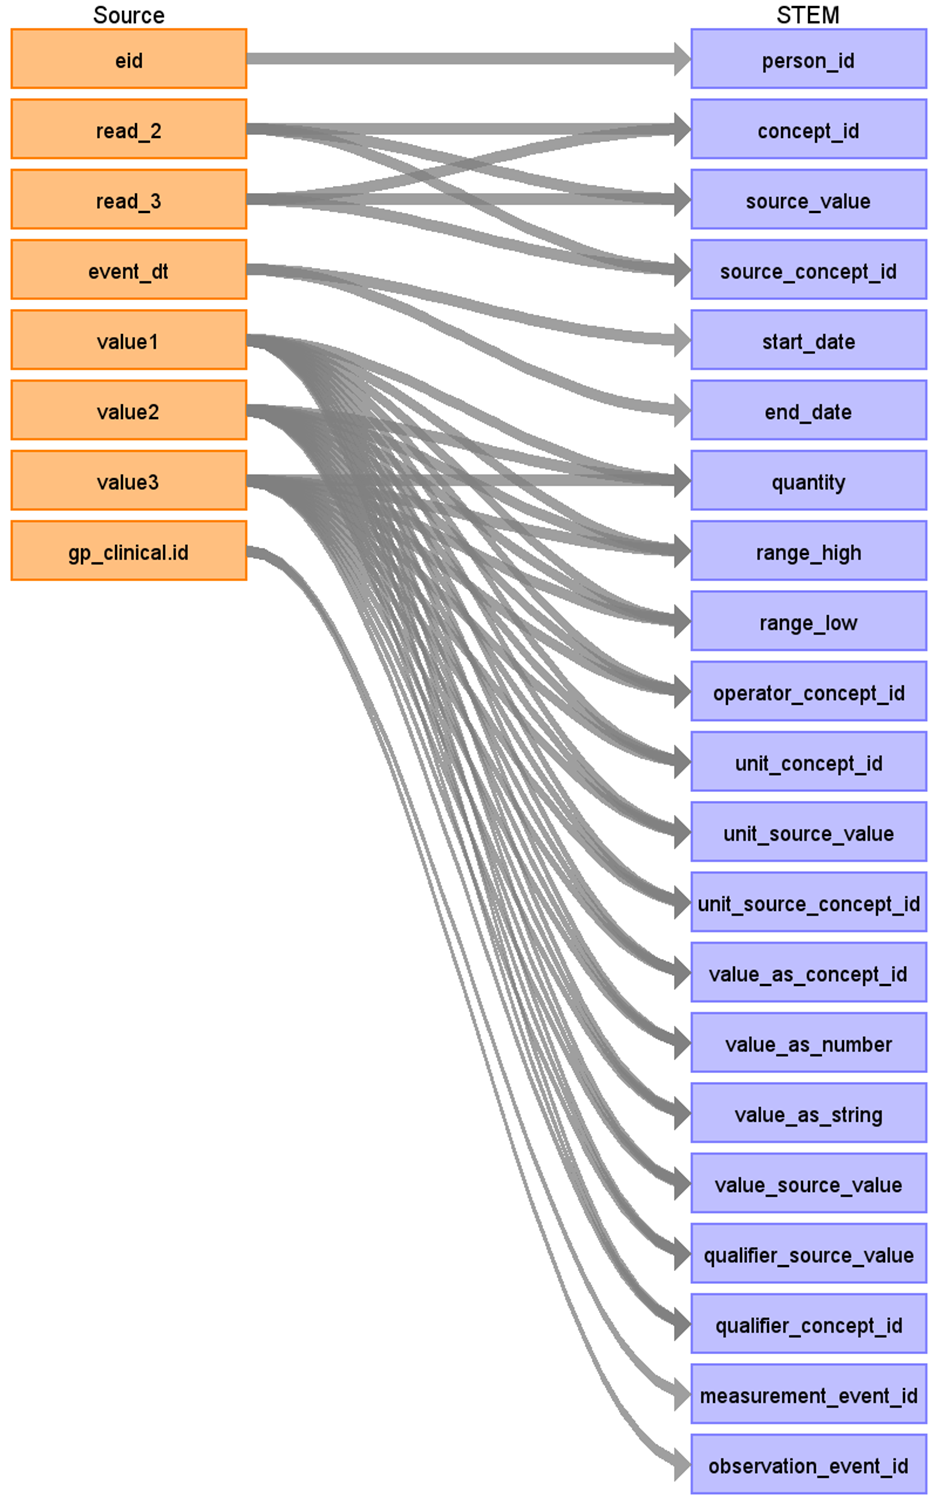 Source
STEM
eid
person_id
read_2
concept_id
read_3
source_value
event_dt
source_concept_id
value1
start_date
value2
end_date
value3
quantity
gp_clinical.id
range_high
range_low
operator_concept_id
unit_concept_id
unit_source_value
unit_source_concept_id
value_as_concept_id
value_as_number
value_as_string
value_source_value
qualifier_source_value
qualifier_concept_id
measurement_event_id
observation_event_id